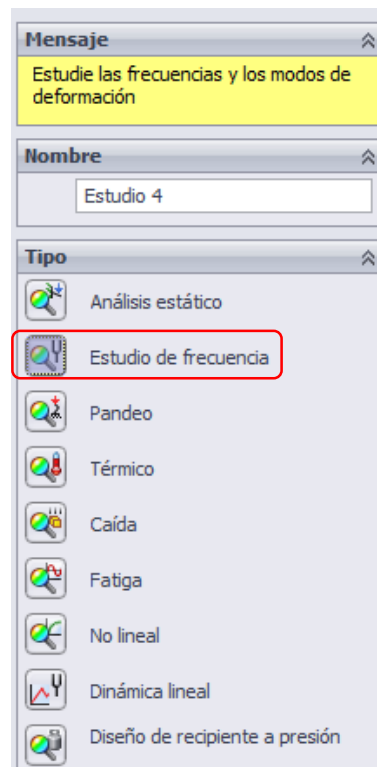 Mensaje
Estudie las frecuencias y los modos de
deformación
Nombre
Estudio 4
Tipo
Análisis estático
Estudio de frecuencia
Pandeo
Térmico
Caída
Fatiga
No lineal
Dinámica lineal
Diseño de recipiente a presión